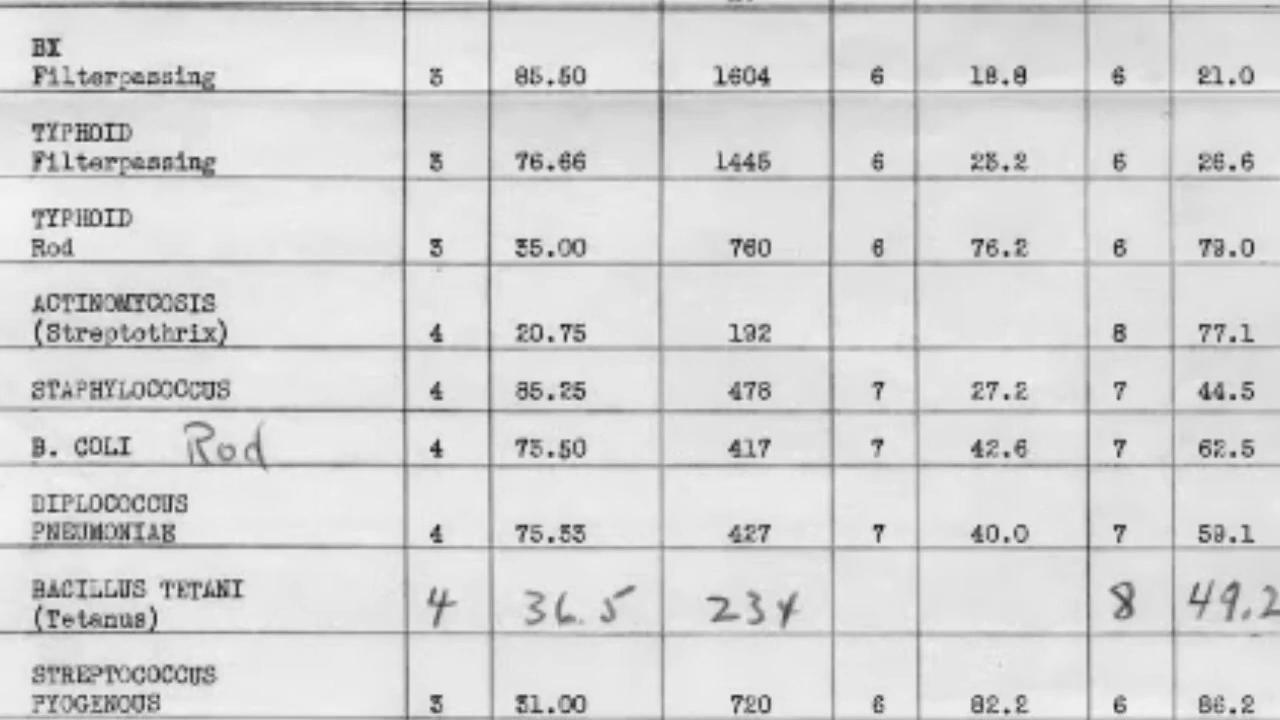 BX
Filterpassing 3 85.50 1604 6 18.8 6 21.0
TYPHOID
Filterpassing 3 76.66 1445 6 23.2 6 26.6
TYPHOID
Rod 3 35.00 760 6 76.2 6 79.0
ACTINOMYCOSIS
(Streptothrix) 4 20.75 192 8 77.1
STAPHYLOCOCCUS 4 85.25 478 7 27.2 7 44.5
B. COLI Rod 4 73.50 417 7 42.6 7 62.5
DIPLOCOCCUS
PNEUMONIAE 4 75.33 427 7 40.0 7 59.1
BACILLUS TETANI
(Tetanus) 4 36.5 234 8 49.2
STREPTOCOCCUS
PYOGENOUS 3 31.00 720 6 82.2 6 86.2